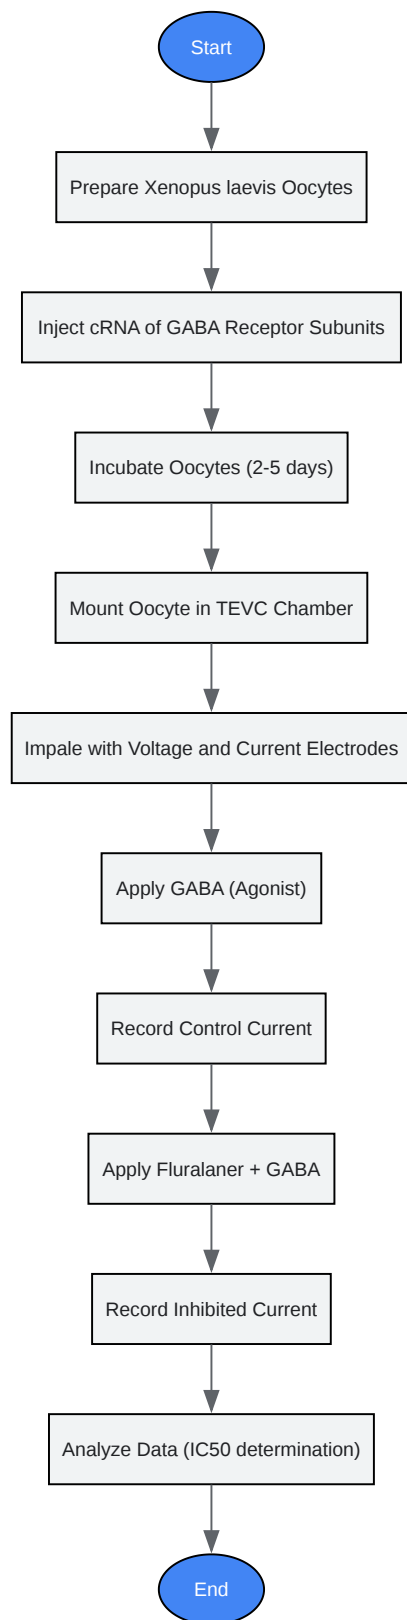 Start
Prepare Xenopus laevis Oocytes
Inject cRNA of GABA Receptor Subunits
Incubate Oocytes (2-5 days)
Mount Oocyte in TEVC Chamber
Impale with Voltage and Current Electrodes
Apply GABA (Agonist)
Record Control Current
Apply Fluralaner + GABA
Record Inhibited Current
Analyze Data (IC50 determination)
End